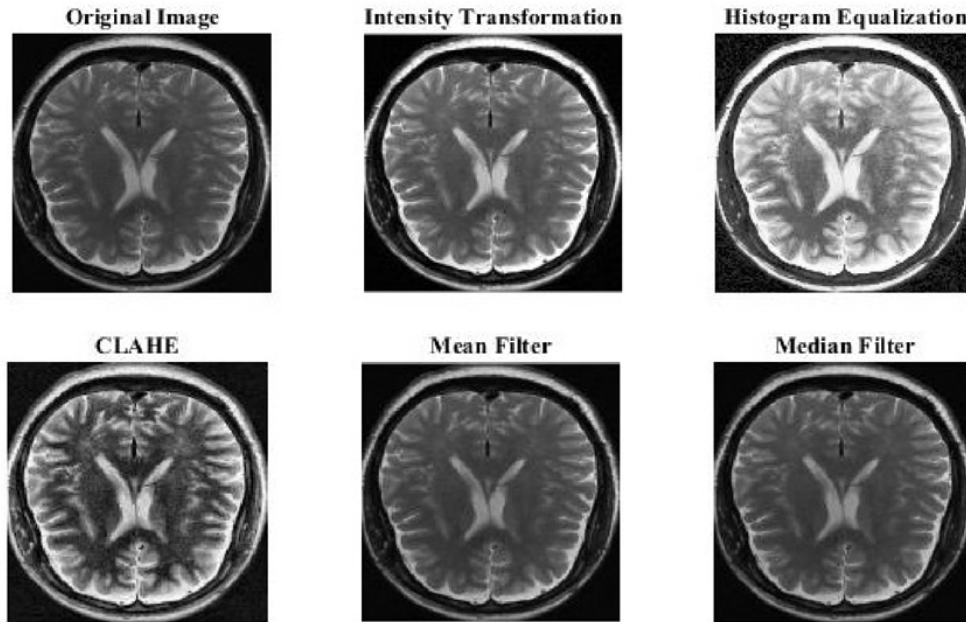 Original Image
Intensity Transformation
Histogram Equalization
CLAHE
Mean Filter
Median Filter